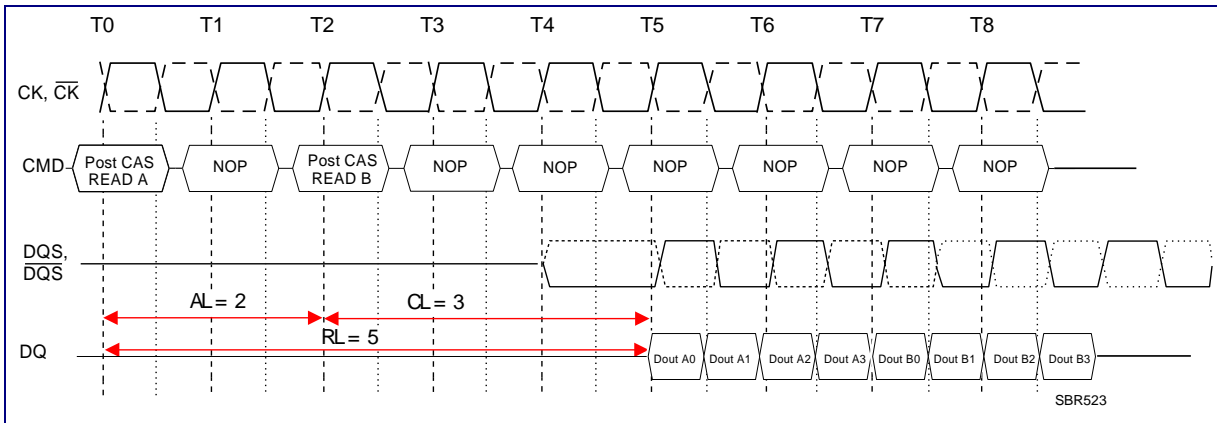 T0 T1 T2 T3 T4 T5 T6 T7 T8
CK, CK
CMD
Post CAS
READ A
NOP
Post CAS
READ B
NOP
NOP
NOP
NOP
NOP
NOP
DQS,
DQS
AL = 2
CL = 3
RL = 5
DQ
Dout A0 Dout A1 Dout A2 Dout A3 Dout B0 Dout B1 Dout B2 Dout B3
SBR523